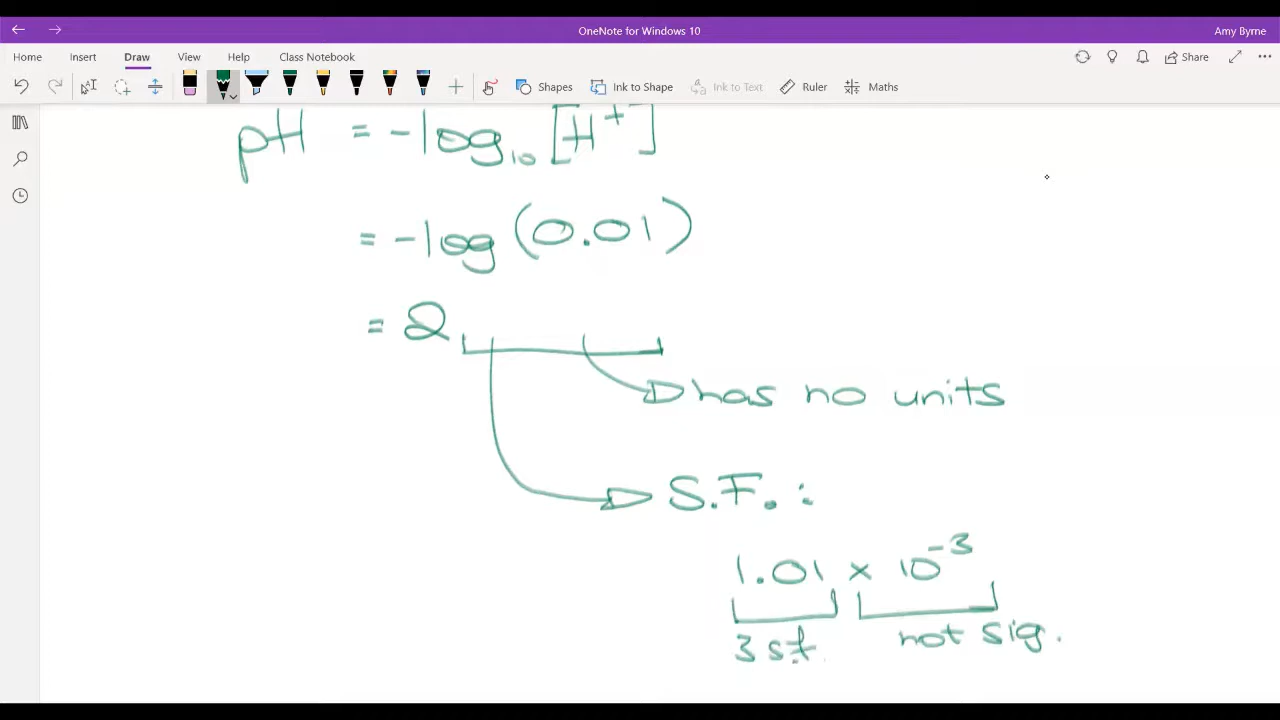 OneNote for Windows 10
Amy Byrne
Home Insert Draw View Help Class Notebook
Share
Shapes Ink to Shape Ink to Text Ruler Maths
pH = -log₁₀ [H⁺]
= -log (0.01)
= 2
has no units
S.F. :
1.01 × 10⁻³
3 sf. not sig.